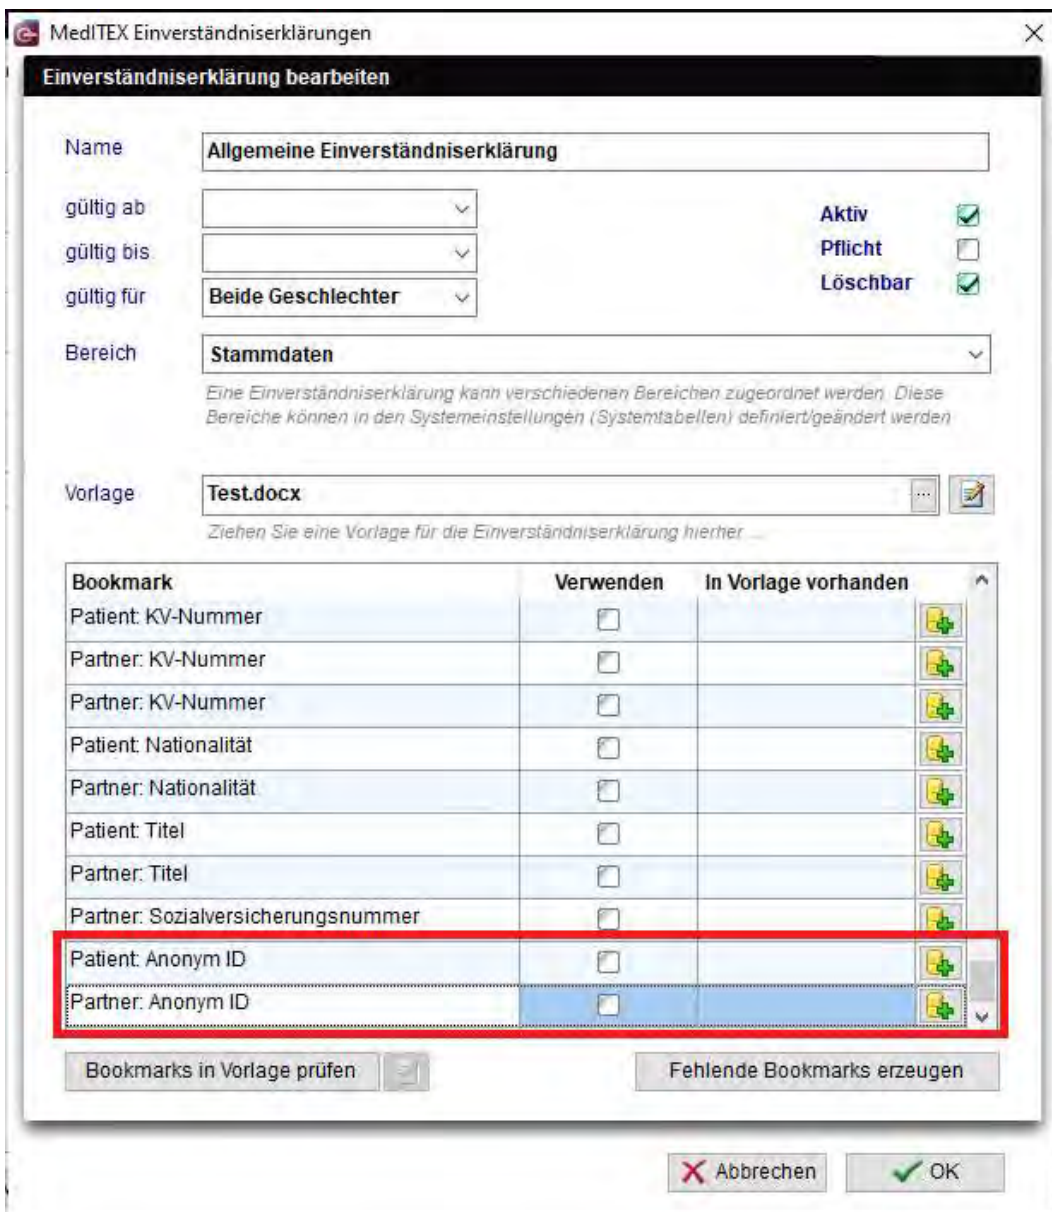 MedITEX Einverständniserklärungen
Einverständniserklärung bearbeiten
Name Allgemeine Einverständniserklärung
gültig ab
Aktiv
gültig bis
Pflicht
gültig für Beide Geschlechter
Löschbar
Bereich Stammdaten
Eine Einverständniserklärung kann verschiedenen Bereichen zugeordnet werden. Diese
Bereiche können in den Systemeinstellungen (Systemtabellen) definiert/geändert werden
Vorlage Test.docx ...
Ziehen Sie eine Vorlage für die Einverständniserklärung hierher ...
Bookmark Verwenden In Vorlage vorhanden
Patient: KV-Nummer
Partner: KV-Nummer
Partner: KV-Nummer
Patient: Nationalität
Partner: Nationalität
Patient: Titel
Partner: Titel
Partner: Sozialversicherungsnummer
Patient: Anonym ID
Partner: Anonym ID
Bookmarks in Vorlage prüfen Fehlende Bookmarks erzeugen
Abbrechen OK